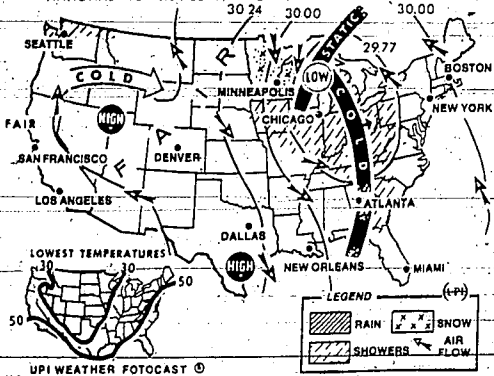 30.24
30.00
30.00
SEATTLE
STATIC
29.77
COLD
LOW
BOSTON
MINNEAPOLIS
NEW YORK
HIGH
CHICAGO
COLD
FAIR
SAN FRANCISCO
DENVER
FAIR
LOS ANGELES
ATLANTA
DALLAS
LOWEST TEMPERATURES
HIGH
NEW ORLEANS
MIAMI
30
30
50
50
LEGEND
(UPI)
RAIN
SNOW
SHOWERS
AIR
FLOW
UPI WEATHER FOTOCAST ®